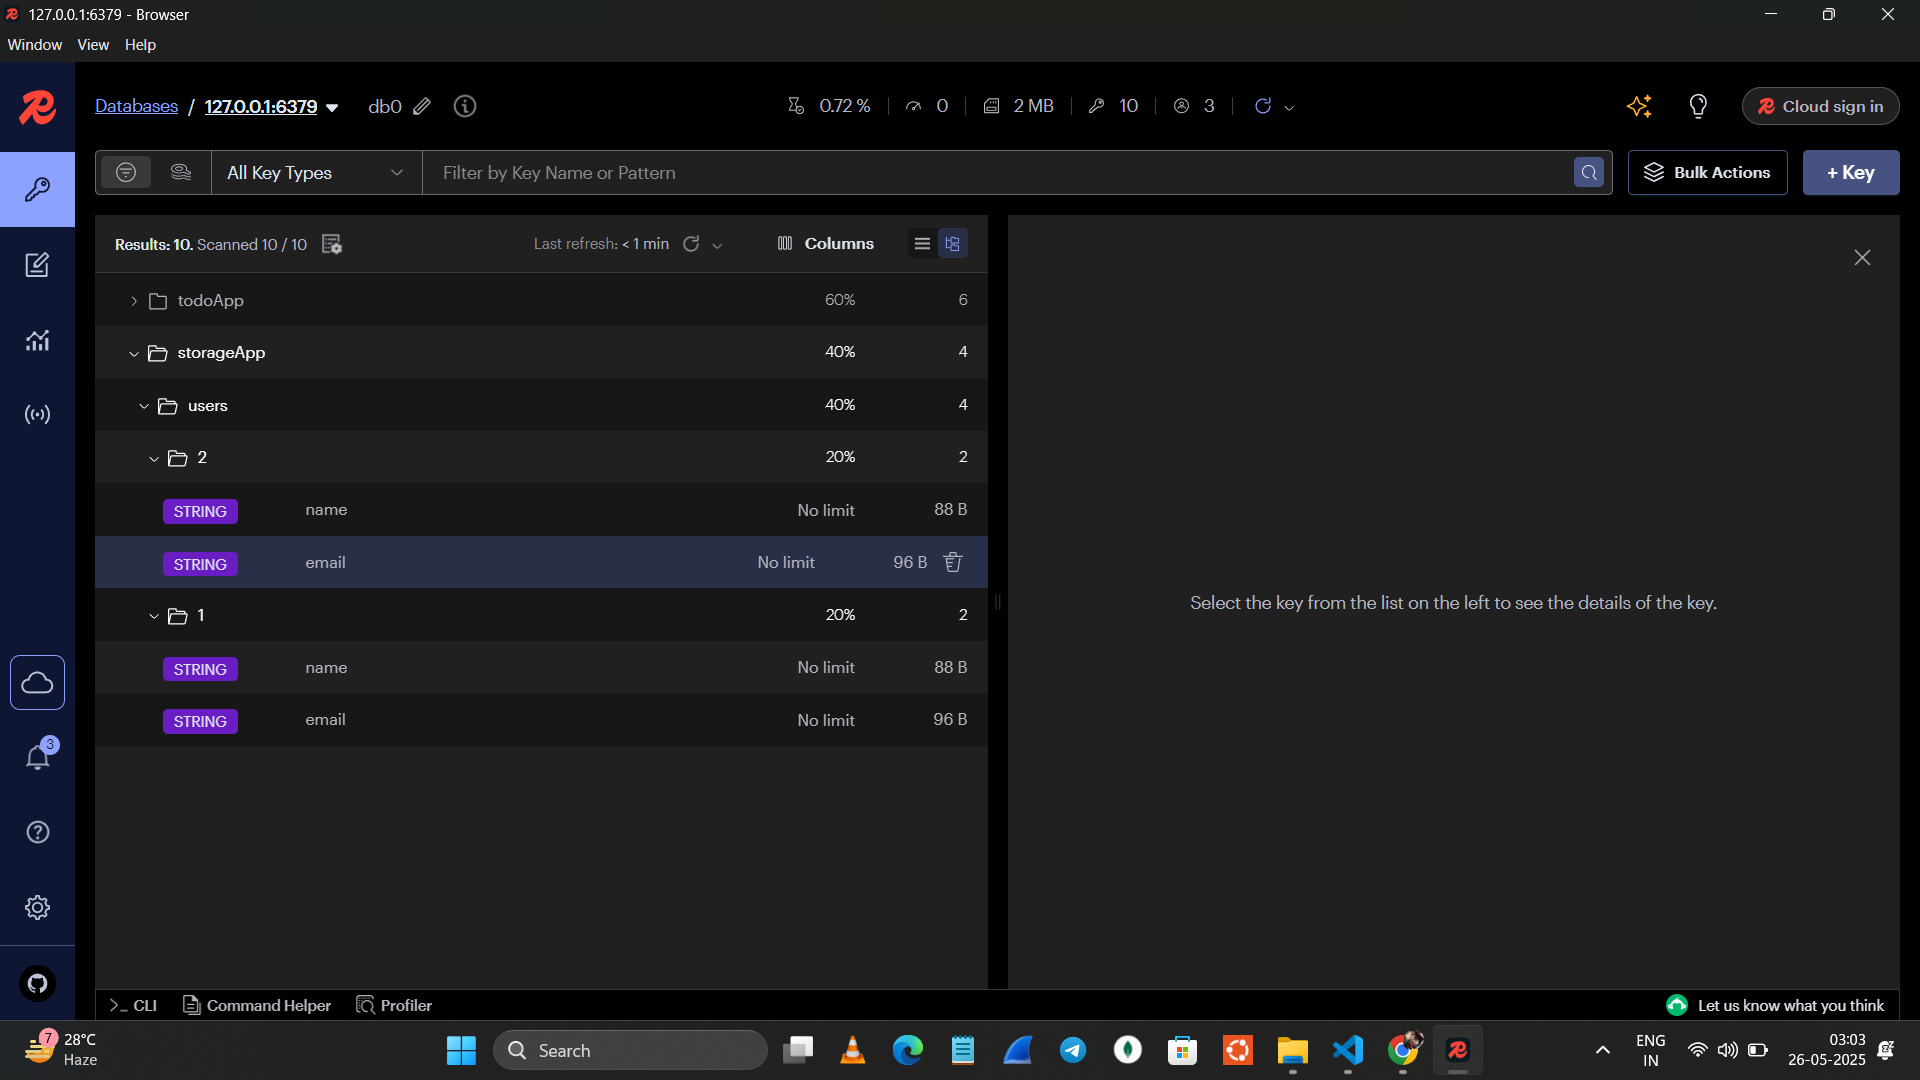 127.0.0.1:6379 - Browser
Window View Help
Databases / 127.0.0.1:6379 db0 0.72 % 0 2 MB 10 3 Cloud sign in
All Key Types Filter by Key Name or Pattern Bulk Actions + Key
Results: 10. Scanned 10 / 10 Last refresh: < 1 min Columns
todoApp 60% 6
storageApp 40% 4
users 40% 4
2 20% 2
STRING name No limit 88 B
STRING email No limit 96 B
1 20% 2
STRING name No limit 88 B
STRING email No limit 96 B
Select the key from the list on the left to see the details of the key.
3
>_ CLI Command Helper Profiler Let us know what you think
7 28°C
Haze
Search
ENG
IN
03:03
26-05-2025